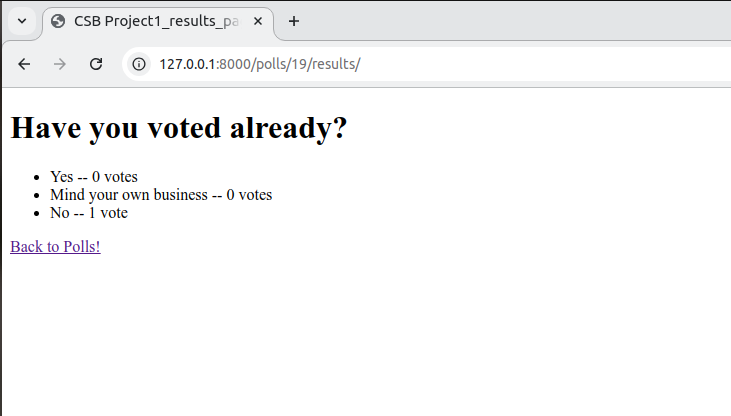 CSB Project1_results_pa
127.0.0.1:8000/polls/19/results/
Have you voted already?
Yes -- 0 votes
Mind your own business -- 0 votes
No -- 1 vote
Back to Polls!